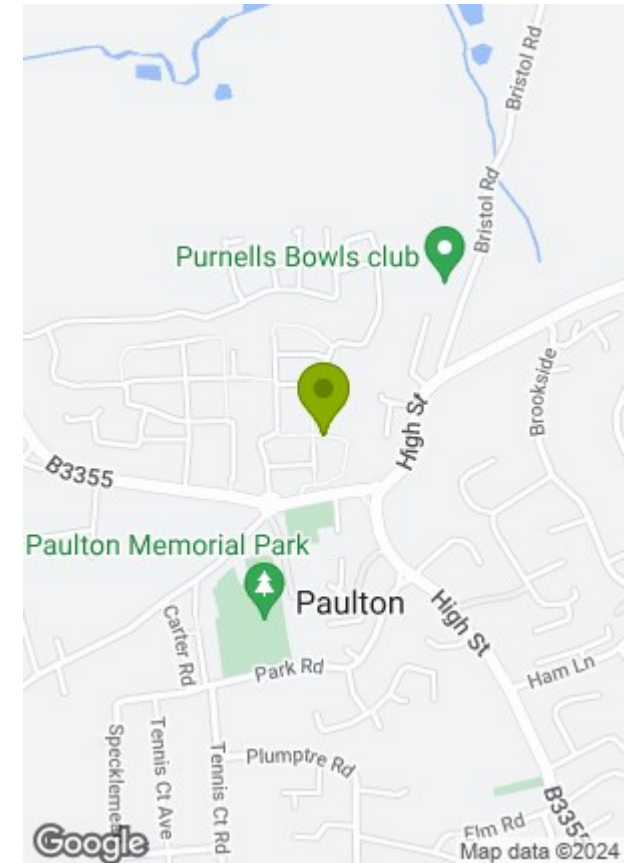 Bristol Rd
Bristol Rd
Purnells Bowls club
Brookside
High St
B3355
Paulton Memorial Park
Paulton
High St
Carter Rd
Park Rd
Ham Ln
Tennis Ct Ave
Tennis Ct Rd
Plumptre Rd
B3355
Elm Rd
Google
Map data ©2024